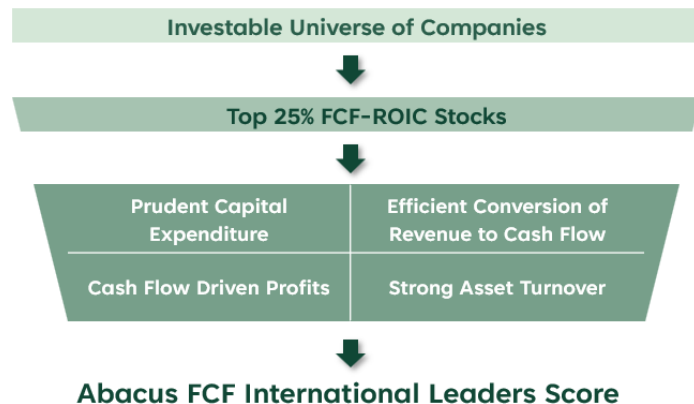 Investable Universe of Companies
Top 25% FCF-ROIC Stocks
Prudent Capital
Expenditure
Efficient Conversion of
Revenue to Cash Flow
Cash Flow Driven Profits
Strong Asset Turnover
Abacus FCF International Leaders Score